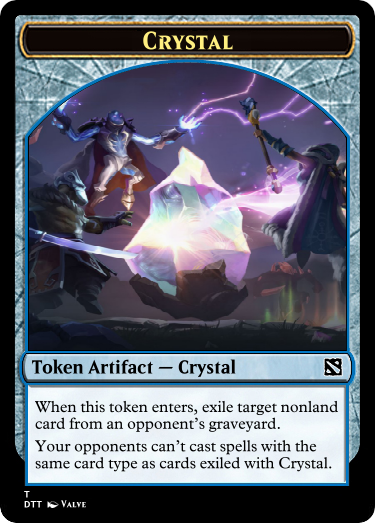 Crystal
Token Artifact — Crystal
When this token enters, exile target nonland
card from an opponent's graveyard.
Your opponents can't cast spells with the
same card type as cards exiled with Crystal.
T
DTT Valve